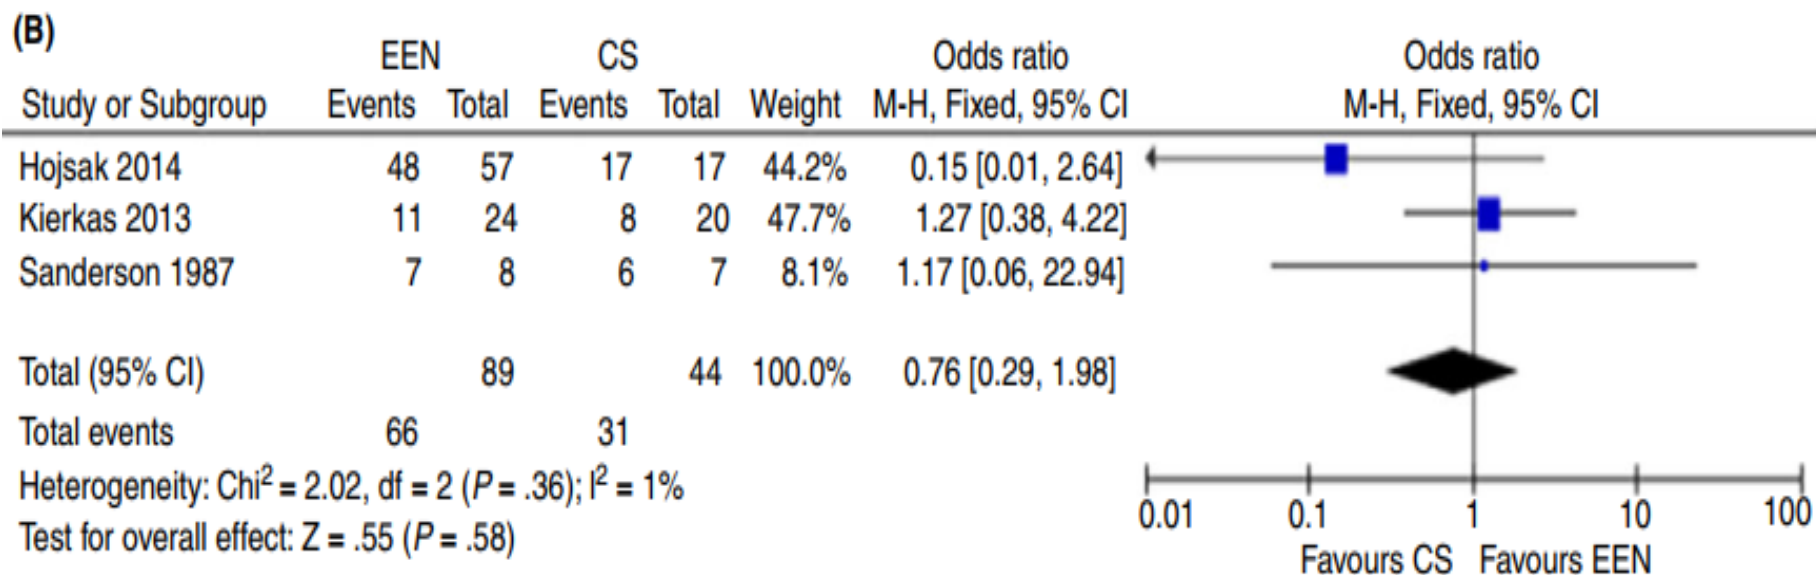 (B)
EEN CS Odds ratio Odds ratio
Study or Subgroup Events Total Events Total Weight M-H, Fixed, 95% CI M-H, Fixed, 95% CI
Hojsak 2014 48 57 17 17 44.2% 0.15 [0.01, 2.64]
Kierkas 2013 11 24 8 20 47.7% 1.27 [0.38, 4.22]
Sanderson 1987 7 8 6 7 8.1% 1.17 [0.06, 22.94]
Total (95% CI) 89 44 100.0% 0.76 [0.29, 1.98]
Total events 66 31
Heterogeneity: Chi² = 2.02, df = 2 (P = .36); I² = 1%
Test for overall effect: Z = .55 (P = .58)
0.01 0.1 1 10 100
Favours CS Favours EEN